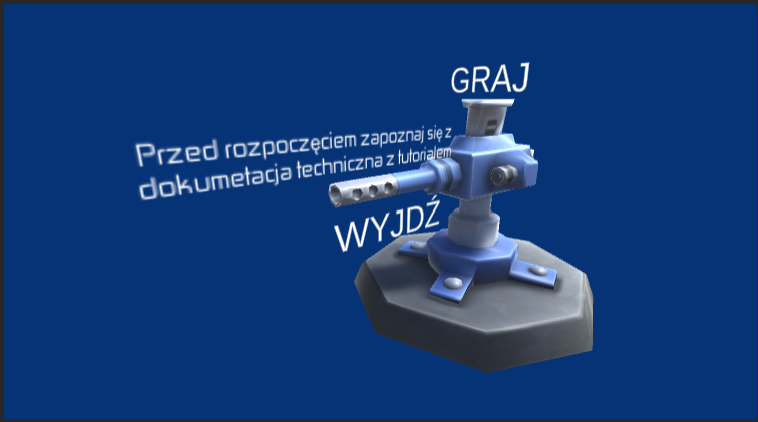 GRAJ
Przed rozpoczęciem zapoznaj się z
dokumetacja techniczna z tutorialem
WYJDŹ